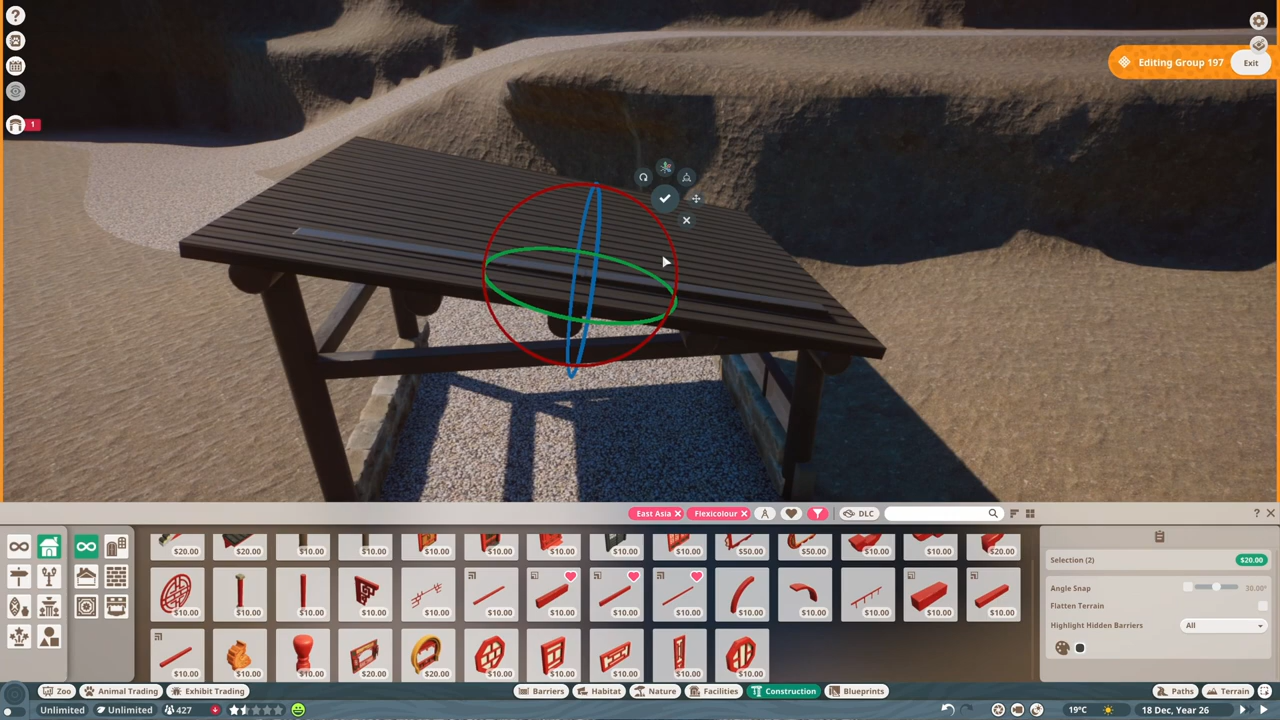 ?
Editing Group 197 Exit
1
East Asia × Flexicolour × DLC
? ×
$20.00 $20.00 $10.00 $10.00 $10.00 $10.00 $10.00 $10.00 $10.00 $50.00 $50.00 $10.00 $10.00 $20.00
$10.00 $10.00 $10.00 $10.00 $10.00 $10.00 $10.00 $10.00 $10.00 $10.00 $10.00 $10.00 $10.00 $10.00
$10.00 $10.00 $10.00 $20.00 $20.00 $10.00 $10.00 $10.00 $10.00 $10.00
Selection (2) $20.00
Angle Snap 30.00°
Flatten Terrain
Highlight Hidden Barriers All
Zoo Animal Trading Exhibit Trading Barriers Habitat Nature Facilities Construction Blueprints Paths Terrain
Unlimited Unlimited 427 19°C 18 Dec, Year 26